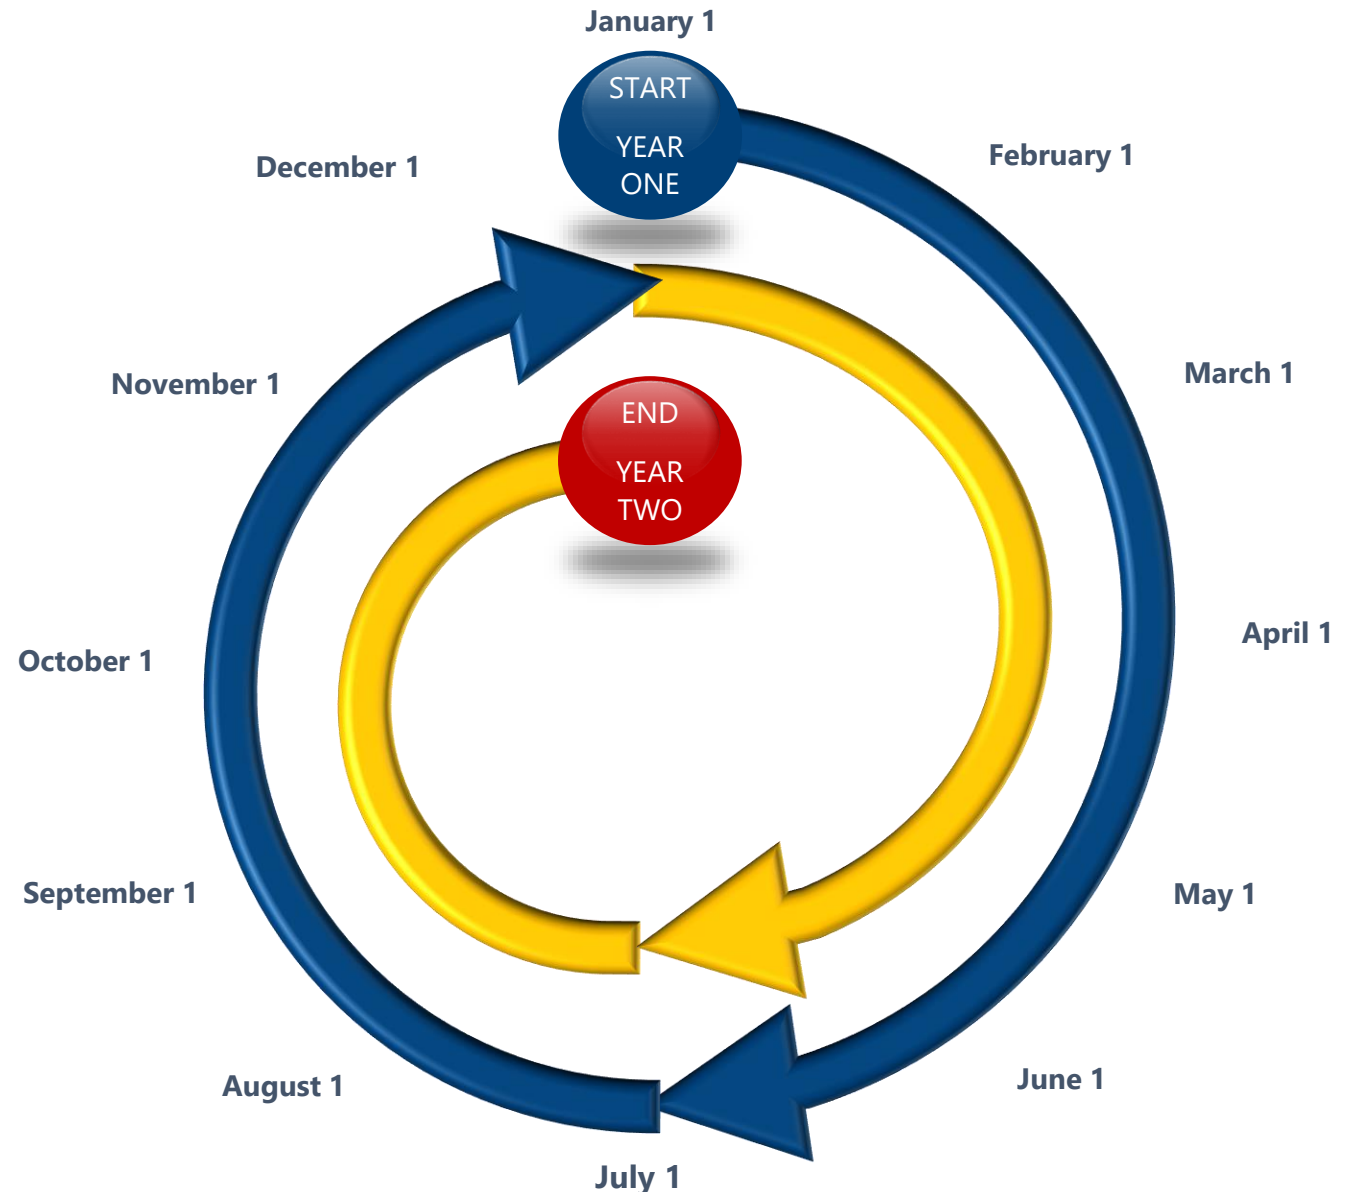 January 1
START
YEAR
ONE
December 1
February 1
November 1
March 1
END
YEAR
TWO
October 1
April 1
September 1
May 1
August 1
June 1
July 1